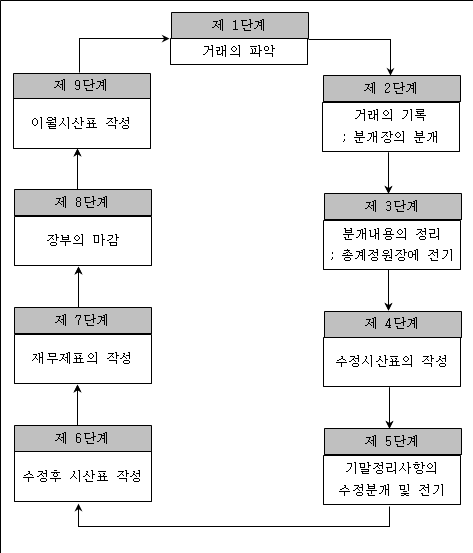 제 1단계
거래의 파악
제 2단계
거래의 기록
; 분개장의 분개
제 3단계
분개내용의 정리
; 총계정원장에 전기
제 4단계
수정시산표의 작성
제 5단계
기말정리사항의
수정분개 및 전기
제 6단계
수정후 시산표 작성
제 7단계
재무제표의 작성
제 8단계
장부의 마감
제 9단계
이월시산표 작성